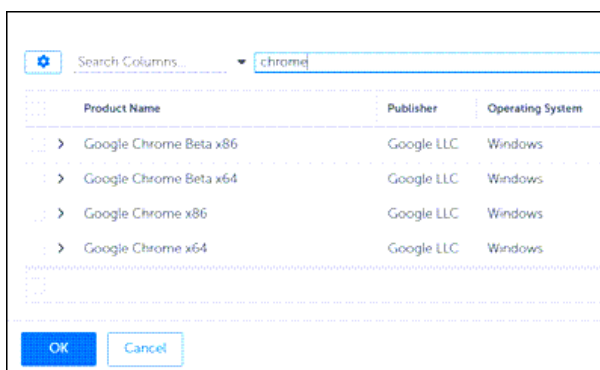 Search Columns... chrome
Product Name Publisher Operating System
Google Chrome Beta x86 Google LLC Windows
Google Chrome Beta x64 Google LLC Windows
Google Chrome x86 Google LLC Windows
Google Chrome x64 Google LLC Windows
OK Cancel